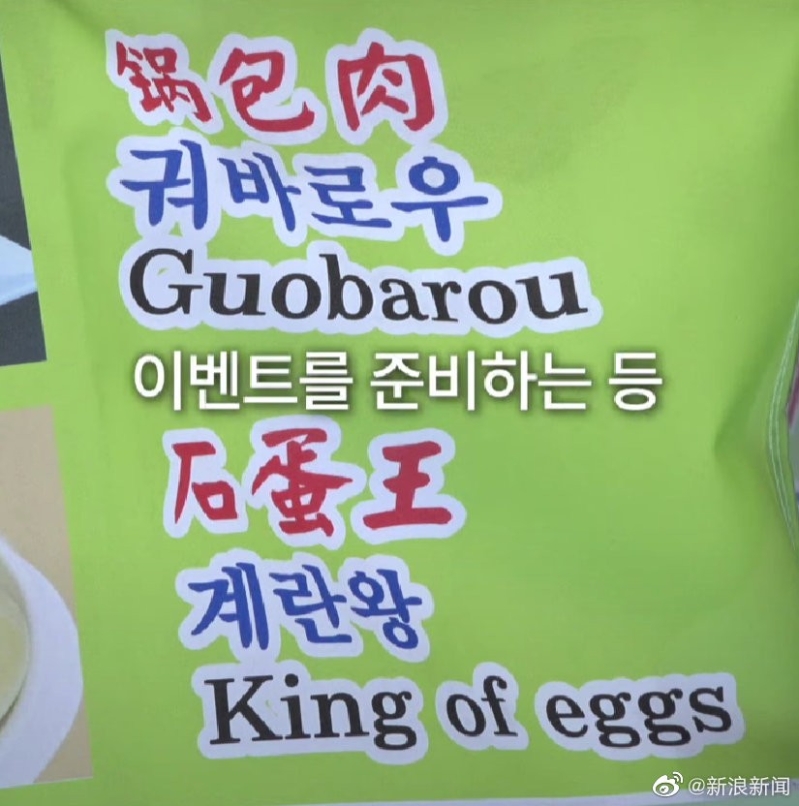 锅包肉
궈바로우
Guobarou
이벤트를 준비하는 등
石蛋王
계란왕
King of eggs
@新浪新闻